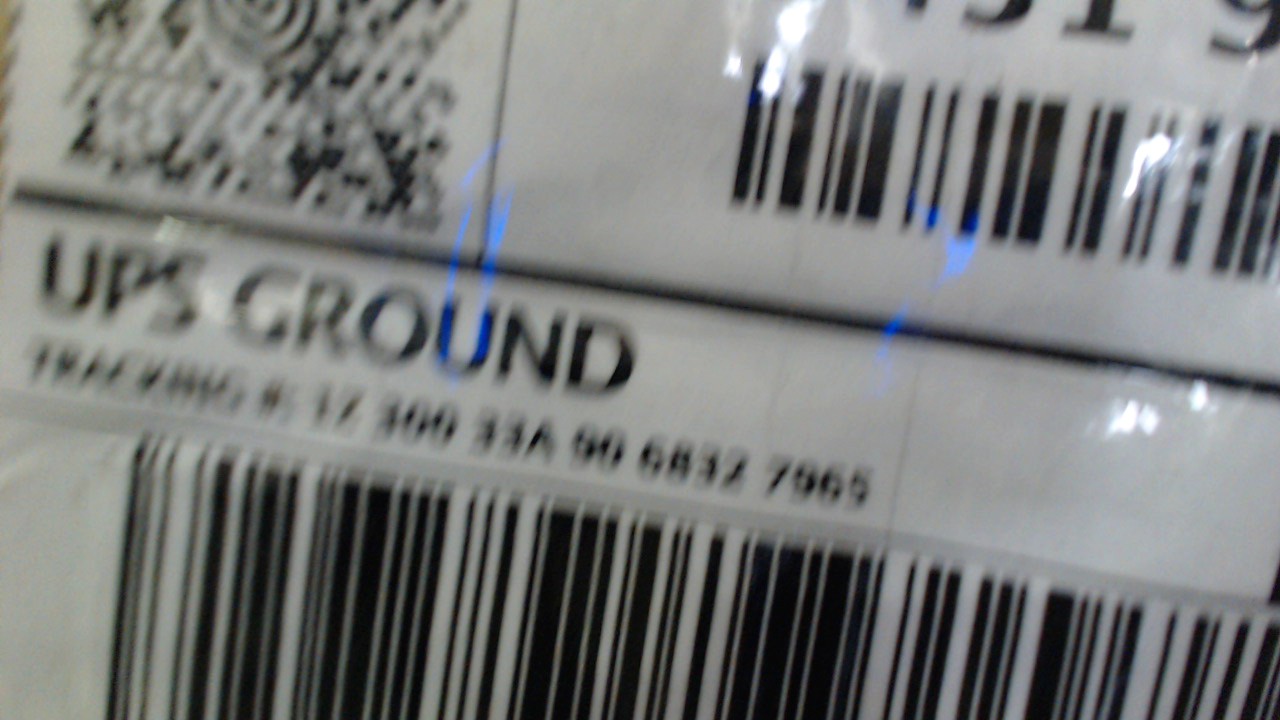 UPS GROUND
TRACKING #: 1Z 300 33A 90 6832 7965